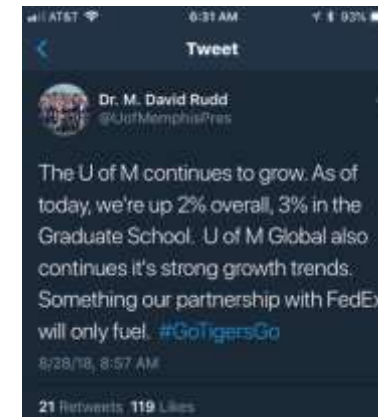 AT&T 6:31 AM 93%
Tweet
Dr. M. David Rudd
@UofMemphisPres
The U of M continues to grow. As of
today, we're up 2% overall, 3% in the
Graduate School. U of M Global also
continues it's strong growth trends.
Something our partnership with FedEx
will only fuel. #GoTigersGo
8/28/18, 8:57 AM
21 Retweets 119 Likes